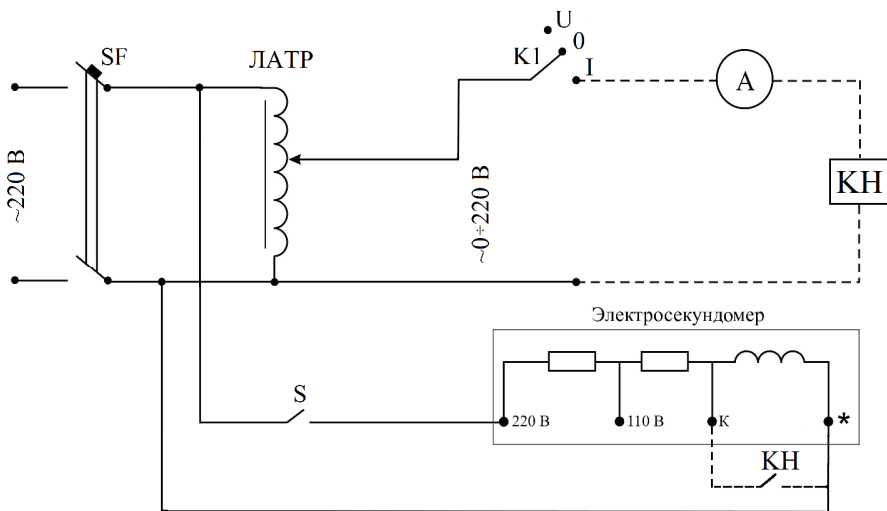 U
0
SF
ЛАТР
K1
I
A
~220 В
~0÷220 В
КН
Электросекундомер
S
220 В
110 В
К
*
КН